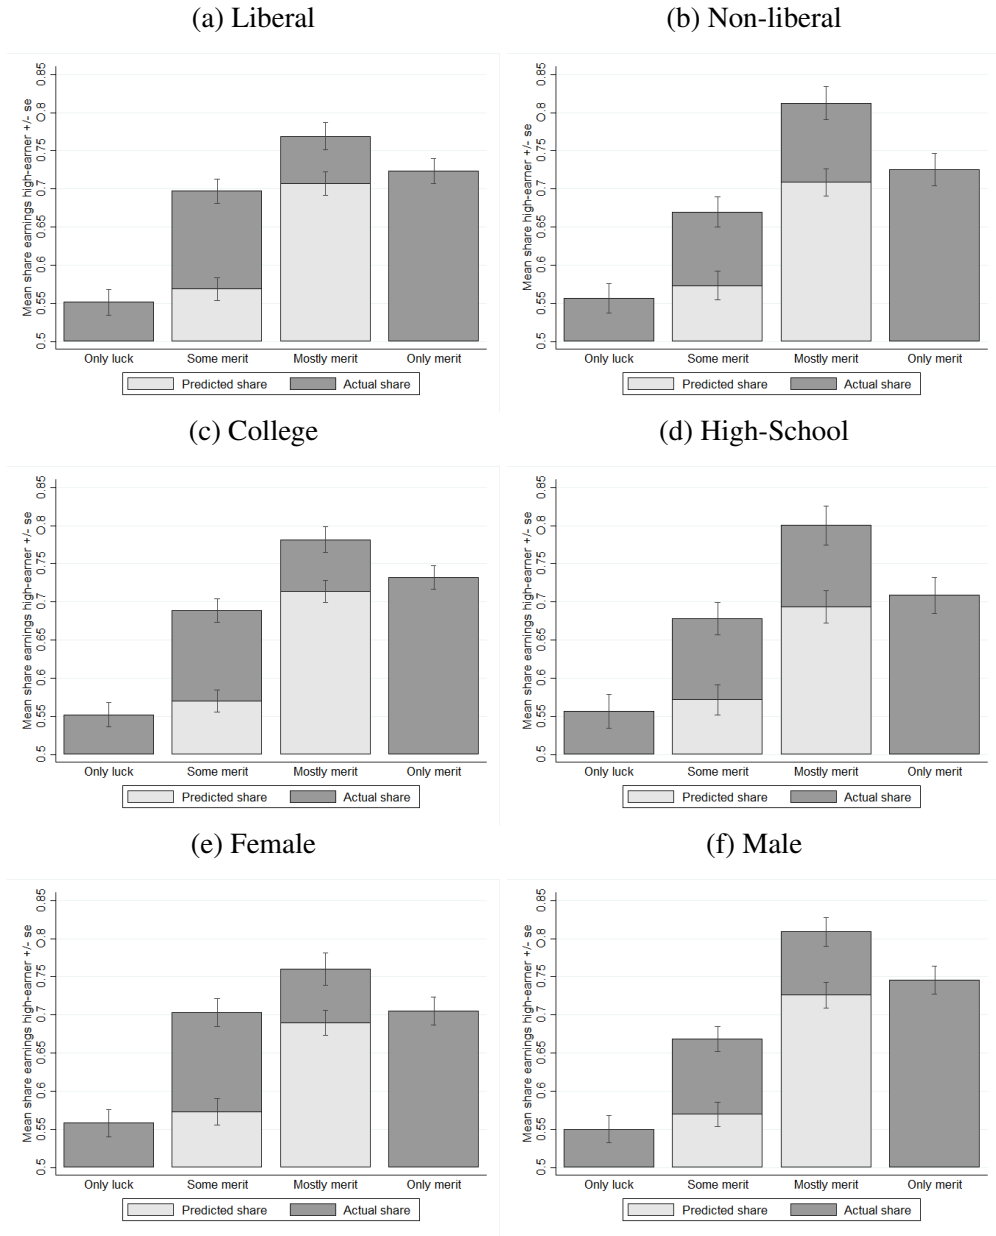 (a) Liberal
(b) Non-liberal
Mean share earnings high-earner +/- se
0.5 0.55 0.6 0.65 0.7 0.75 0.8 0.85
Only luck Some merit Mostly merit Only merit
Predicted share Actual share
Mean share high-earner +/- se
0.5 0.55 0.6 0.65 0.7 0.75 0.8 0.85
Only luck Some merit Mostly merit Only merit
Predicted share Actual share
(c) College
(d) High-School
Mean share earnings high-earner +/- se
0.5 0.55 0.6 0.65 0.7 0.75 0.8 0.85
Only luck Some merit Mostly merit Only merit
Predicted share Actual share
Mean share earnings high-earner +/- se
0.5 0.55 0.6 0.65 0.7 0.75 0.8 0.85
Only luck Some merit Mostly merit Only merit
Predicted share Actual share
(e) Female
(f) Male
Mean share earnings high-earner +/- se
0.5 0.55 0.6 0.65 0.7 0.75 0.8 0.85
Only luck Some merit Mostly merit Only merit
Predicted share Actual share
Mean share earnings high-earner +/- se
0.5 0.55 0.6 0.65 0.7 0.75 0.8 0.85
Only luck Some merit Mostly merit Only merit
Predicted share Actual share